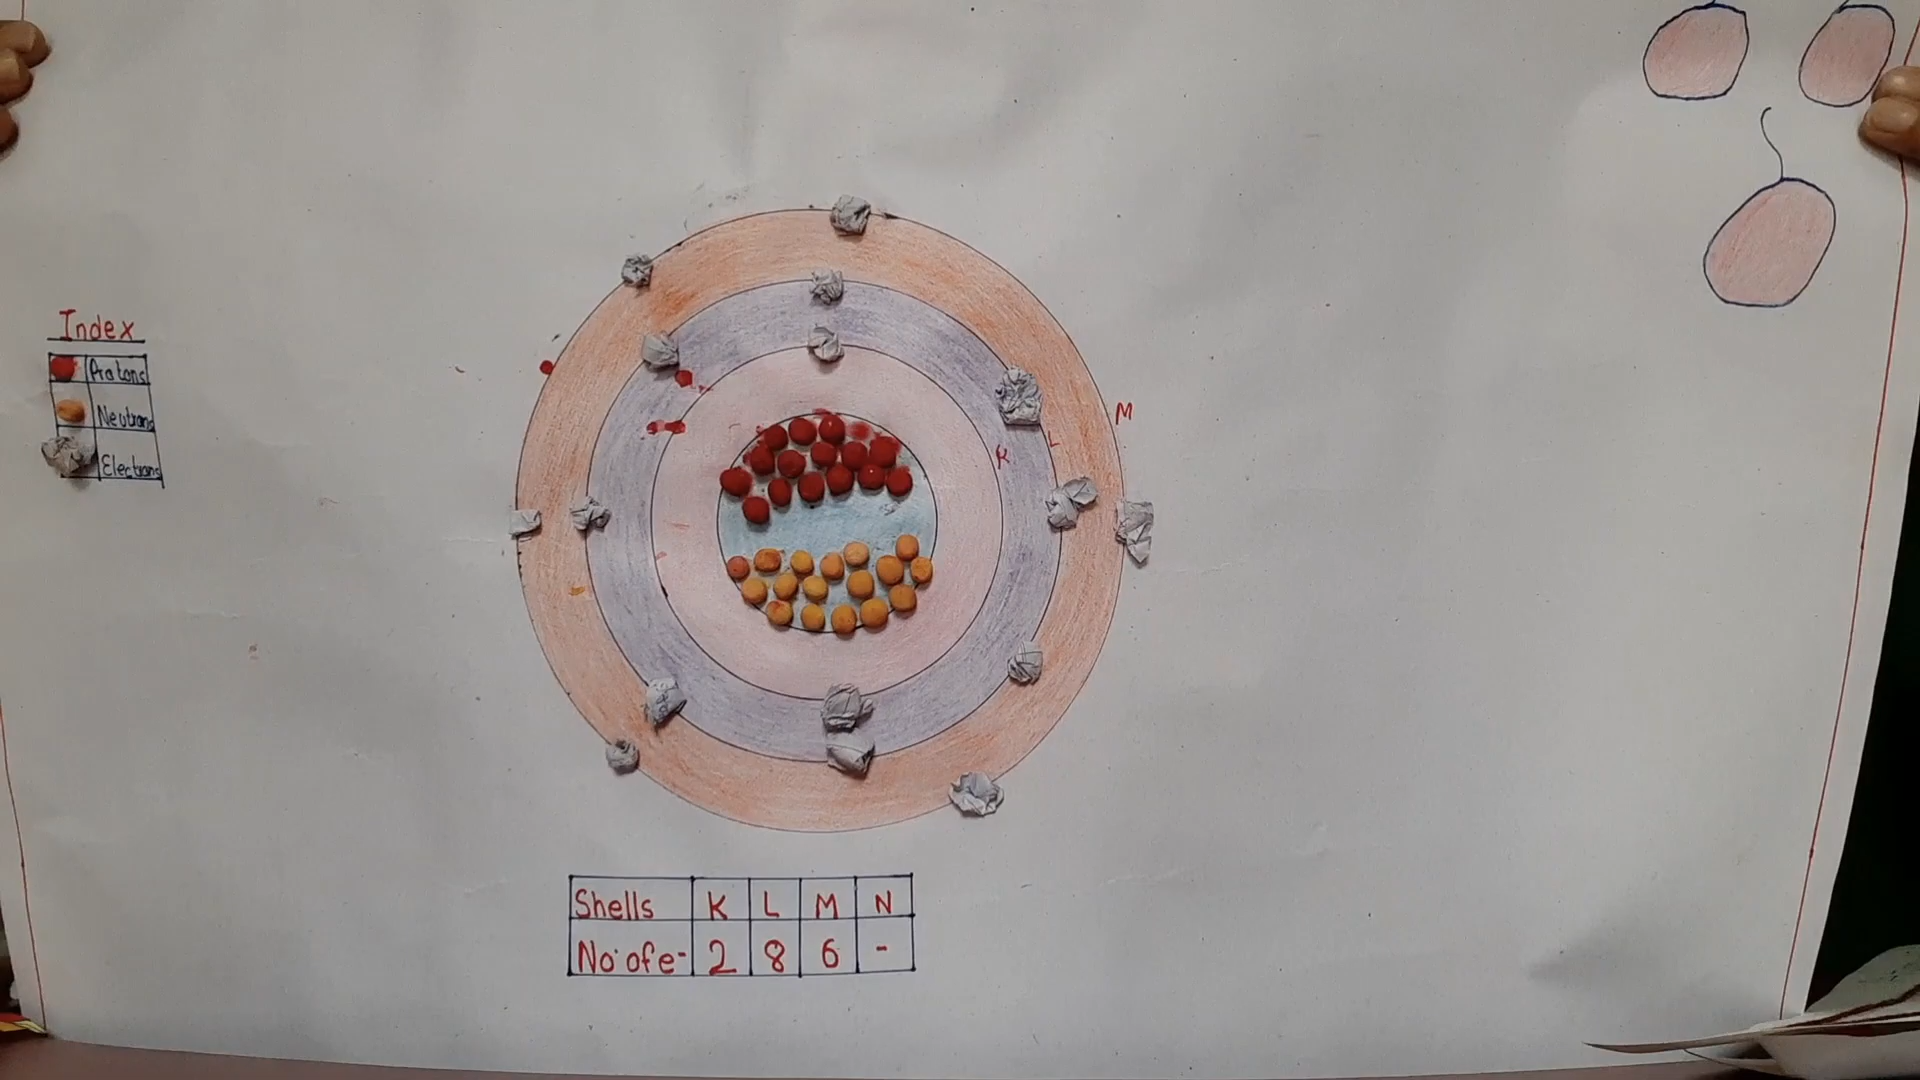 Index
Protons
Neutrons
Electrons
M
L
K
Shells K L M N
No· of e- 2 8 6 -